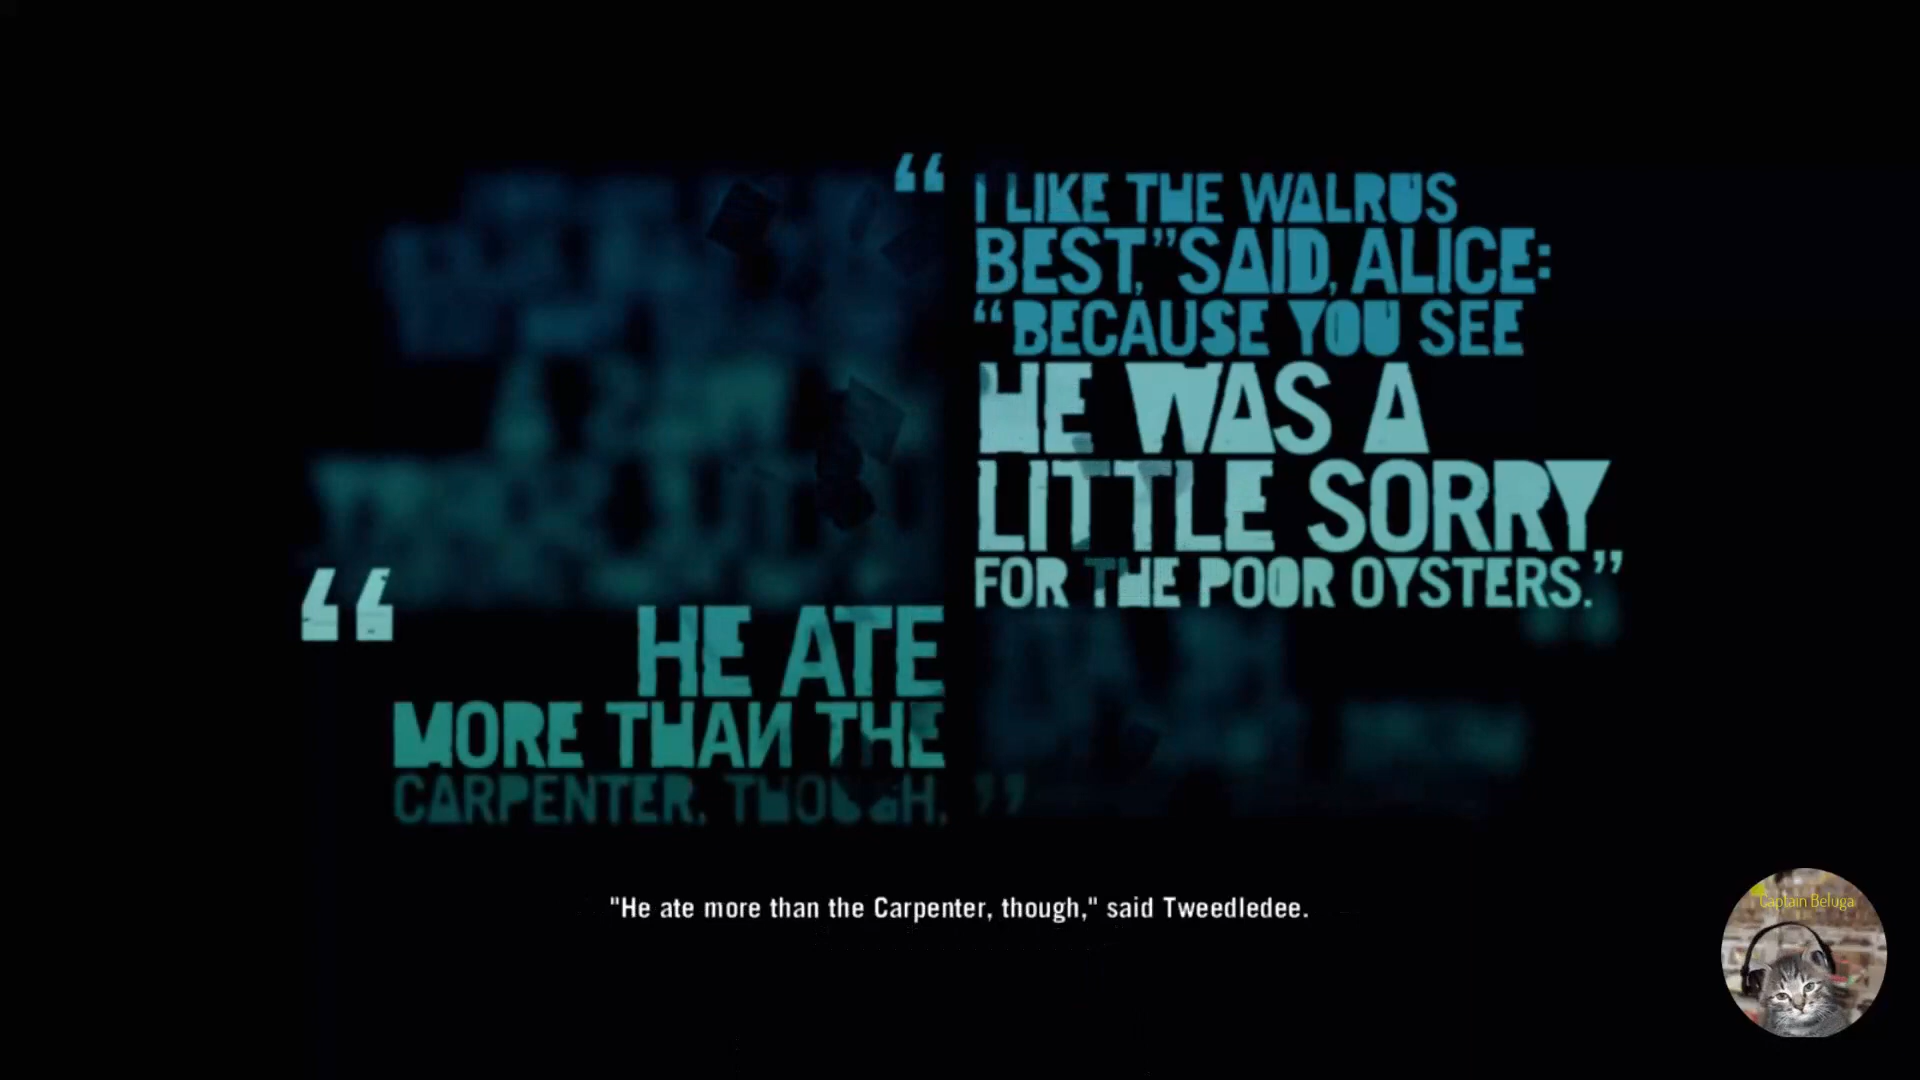 “I LIKE THE WALRUS
BEST,” SAID, ALICE:
“BECAUSE YOU SEE
HE WAS A
LITTLE SORRY
FOR THE POOR OYSTERS.”
“HE ATE
MORE THAN THE
CARPENTER, THOUGH,”
"He ate more than the Carpenter, though," said Tweedledee.
Captain Beluga